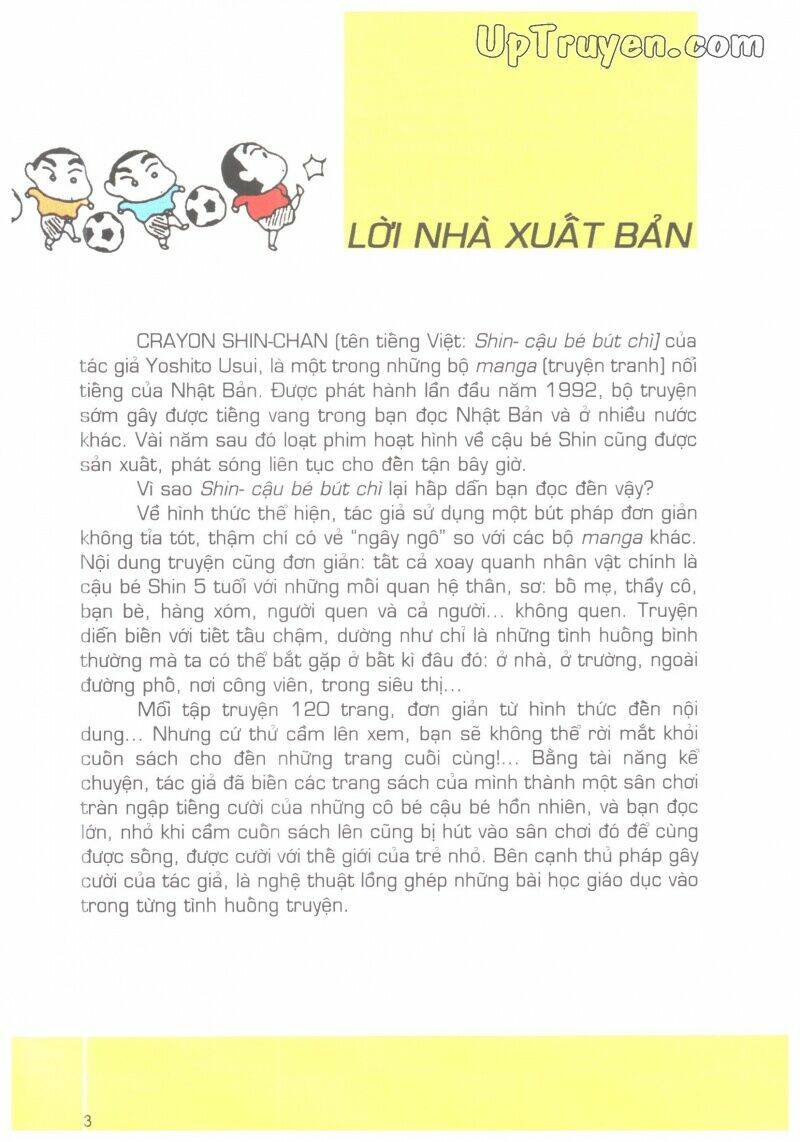 UpTruyen.com
LỜI NHÀ XUẤT BẢN
CRAYON SHIN-CHAN (tên tiếng Việt: Shin- cậu bé bút chì) của
tác giả Yoshito Usui, là một trong những bộ manga (truyện tranh) nổi
tiếng của Nhật Bản. Được phát hành lần đầu năm 1992, bộ truyện
sớm gây được tiếng vang trong bạn đọc Nhật Bản và ở nhiều nước
khác. Vài năm sau đó loạt phim hoạt hình về cậu bé Shin cũng được
sản xuất, phát sóng liên tục cho đến tận bây giờ.
Vì sao Shin- cậu bé bút chì lại hấp dẫn bạn đọc đến vậy?
Về hình thức thể hiện, tác giả sử dụng một bút pháp đơn giản
không tỉa tót, thậm chí có vẻ "ngây ngô" so với các bộ manga khác.
Nội dung truyện cũng đơn giản: tất cả xoay quanh nhân vật chính là
cậu bé Shin 5 tuổi với những mối quan hệ thân, sơ: bố mẹ, thầy cô,
bạn bè, hàng xóm, người quen và cả người... không quen. Truyện
diễn biến với tiết tấu chậm, dường như chỉ là những tình huống bình
thường mà ta có thể bắt gặp ở bất kì đâu đó: ở nhà, ở trường, ngoài
đường phố, nơi công viên, trong siêu thị...
Mỗi tập truyện 120 trang, đơn giản từ hình thức đến nội
dung... Nhưng cứ thử cầm lên xem, bạn sẽ không thể rời mắt khỏi
cuốn sách cho đến những trang cuối cùng!... Bằng tài năng kể
chuyện, tác giả đã biến các trang sách của mình thành một sân chơi
tràn ngập tiếng cười của những cô bé cậu bé hồn nhiên, và bạn đọc
lớn, nhỏ khi cầm cuốn sách lên cũng bị hút vào sân chơi đó để cùng
được sống, được cười với thế giới của trẻ nhỏ. Bên cạnh thủ pháp gây
cười của tác giả, là nghệ thuật lồng ghép những bài học giáo dục vào
trong từng tình huống truyện.
3